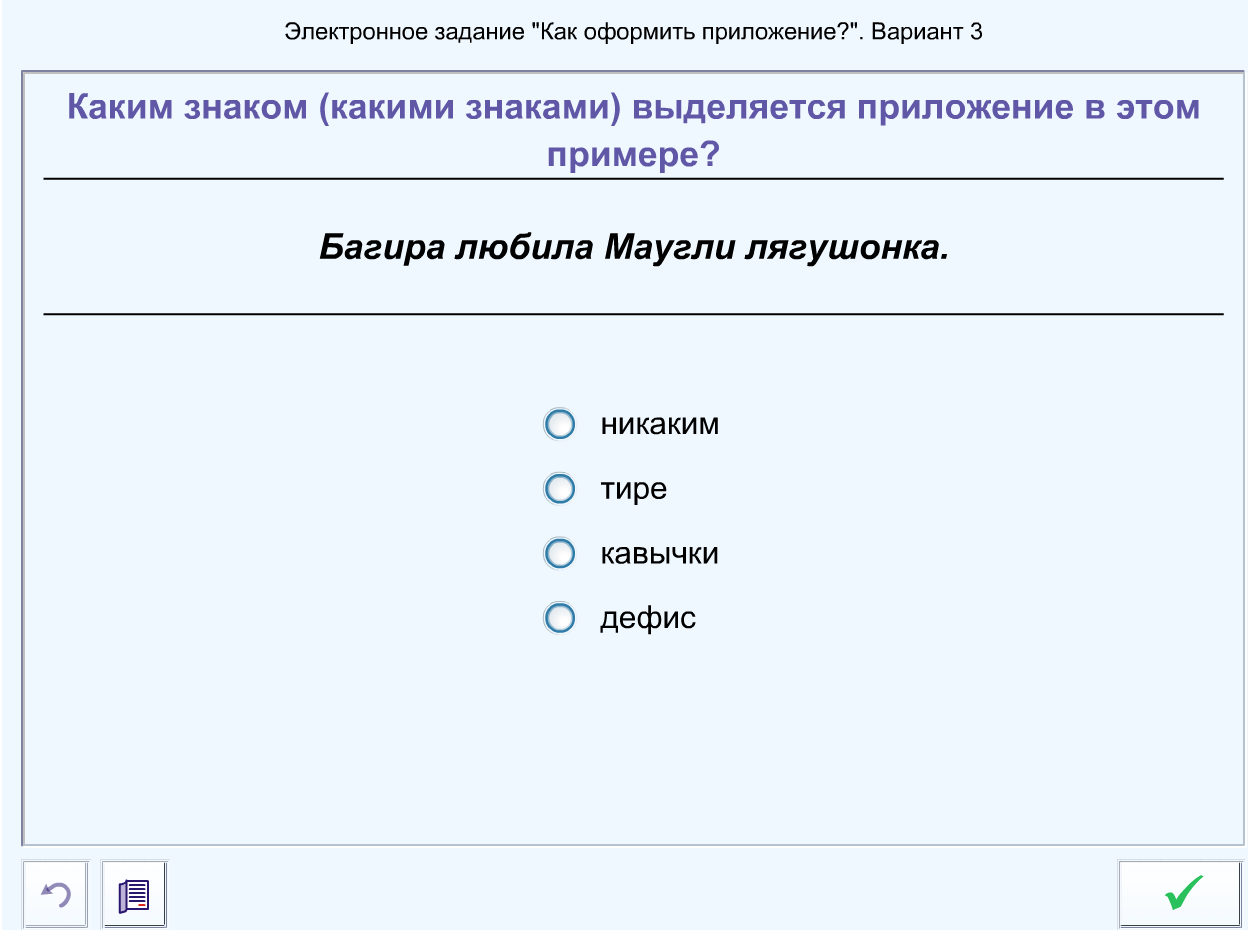 Электронное задание "Как оформить приложение?". Вариант 3
Каким знаком (какими знаками) выделяется приложение в этом
примере?
Багира любила Маугли лягушонка.
никаким
тире
кавычки
дефис